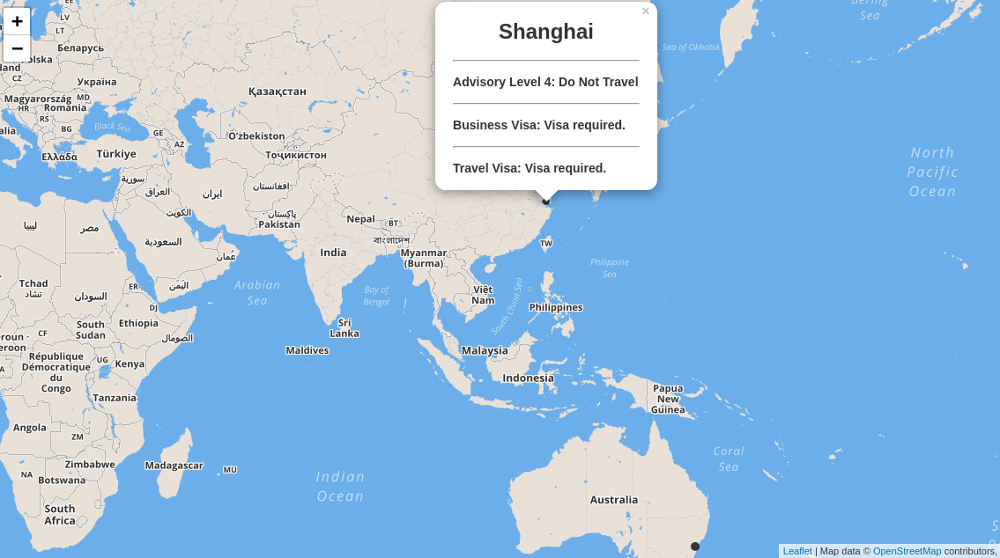 +
−
×
Shanghai
Advisory Level 4: Do Not Travel
Business Visa: Visa required.
Travel Visa: Visa required.
Bering
Sea
Sea of Okhotsk
LV
LT
Беларусь
olska
land
CZ
Україна
Magyarország
MD
HR
România
RS
alia
BG
Black Sea
GE
AZ
Ελλάδα
Türkiye
Қазақстан
Oʻzbekiston
Тоҷикистон
افغانستان
سورية
العراق
ایران
الكويت
پاکستان ·
Pakistan
Nepal
BT
বাংলাদেশ
India
Myanmar
(Burma)
TW
ليبيا
مصر
السعودية
عُمان
اليمن
North
Pacific
Ocean
Philippine
Sea
Arabian
Sea
Bay of
Bengal
South China Sea
Việt
Nam
Philippines
Tchad
تشاد
السودان
ER
DJ
South
Sudan
Ethiopia
الصومال
Sri
Lanka
Maldives
Malaysia
Indonesia
CF
eroun ·
eroon
République
Démocratique
du
Congo
UG
Kenya
Tanzania
Papua
New
Guinea
Angola
ZM
Zimbabwe
Madagascar
MU
NA
Botswana
South
Africa
Indian
Ocean
Coral
Sea
Australia
Leaflet | Map data © OpenStreetMap contributors,